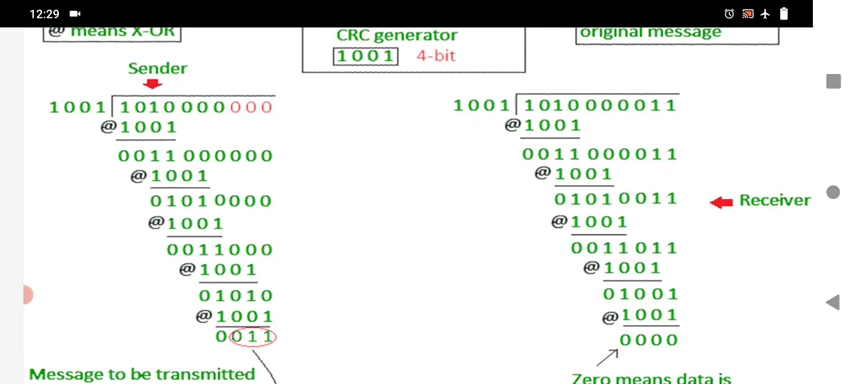 12:29
@ means X-OR
CRC generator
1001 4-bit
original message
Sender
1001 1010000000
@1001
0011000000
@1001
01010000
@1001
0011000
@1001
01010
@1001
0011
Message to be transmitted
1001 1010000011
@1001
0011000011
@1001
01010011
@1001
0011011
@1001
01001
@1001
0000
Receiver
Zero means data is